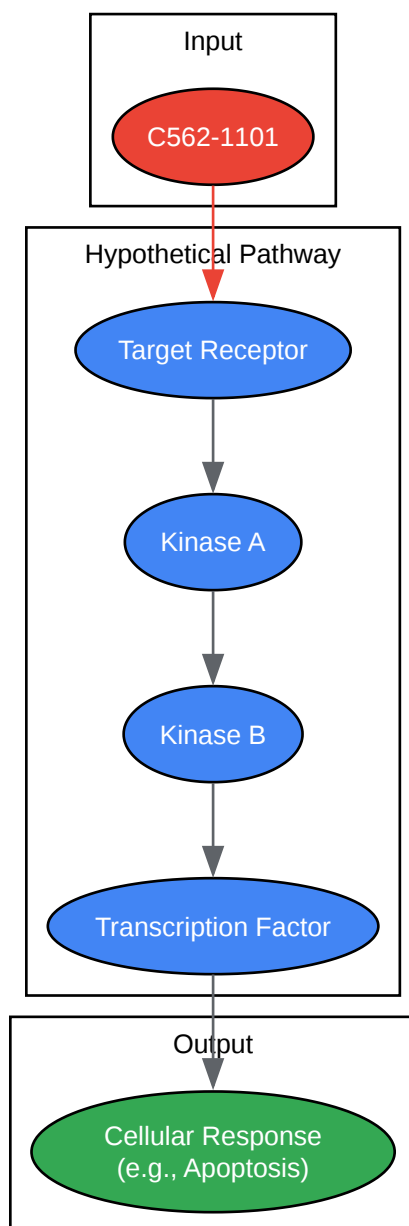 Input
C562-1101
Hypothetical Pathway
Target Receptor
Kinase A
Kinase B
Transcription Factor
Output
Cellular Response
(e.g., Apoptosis)